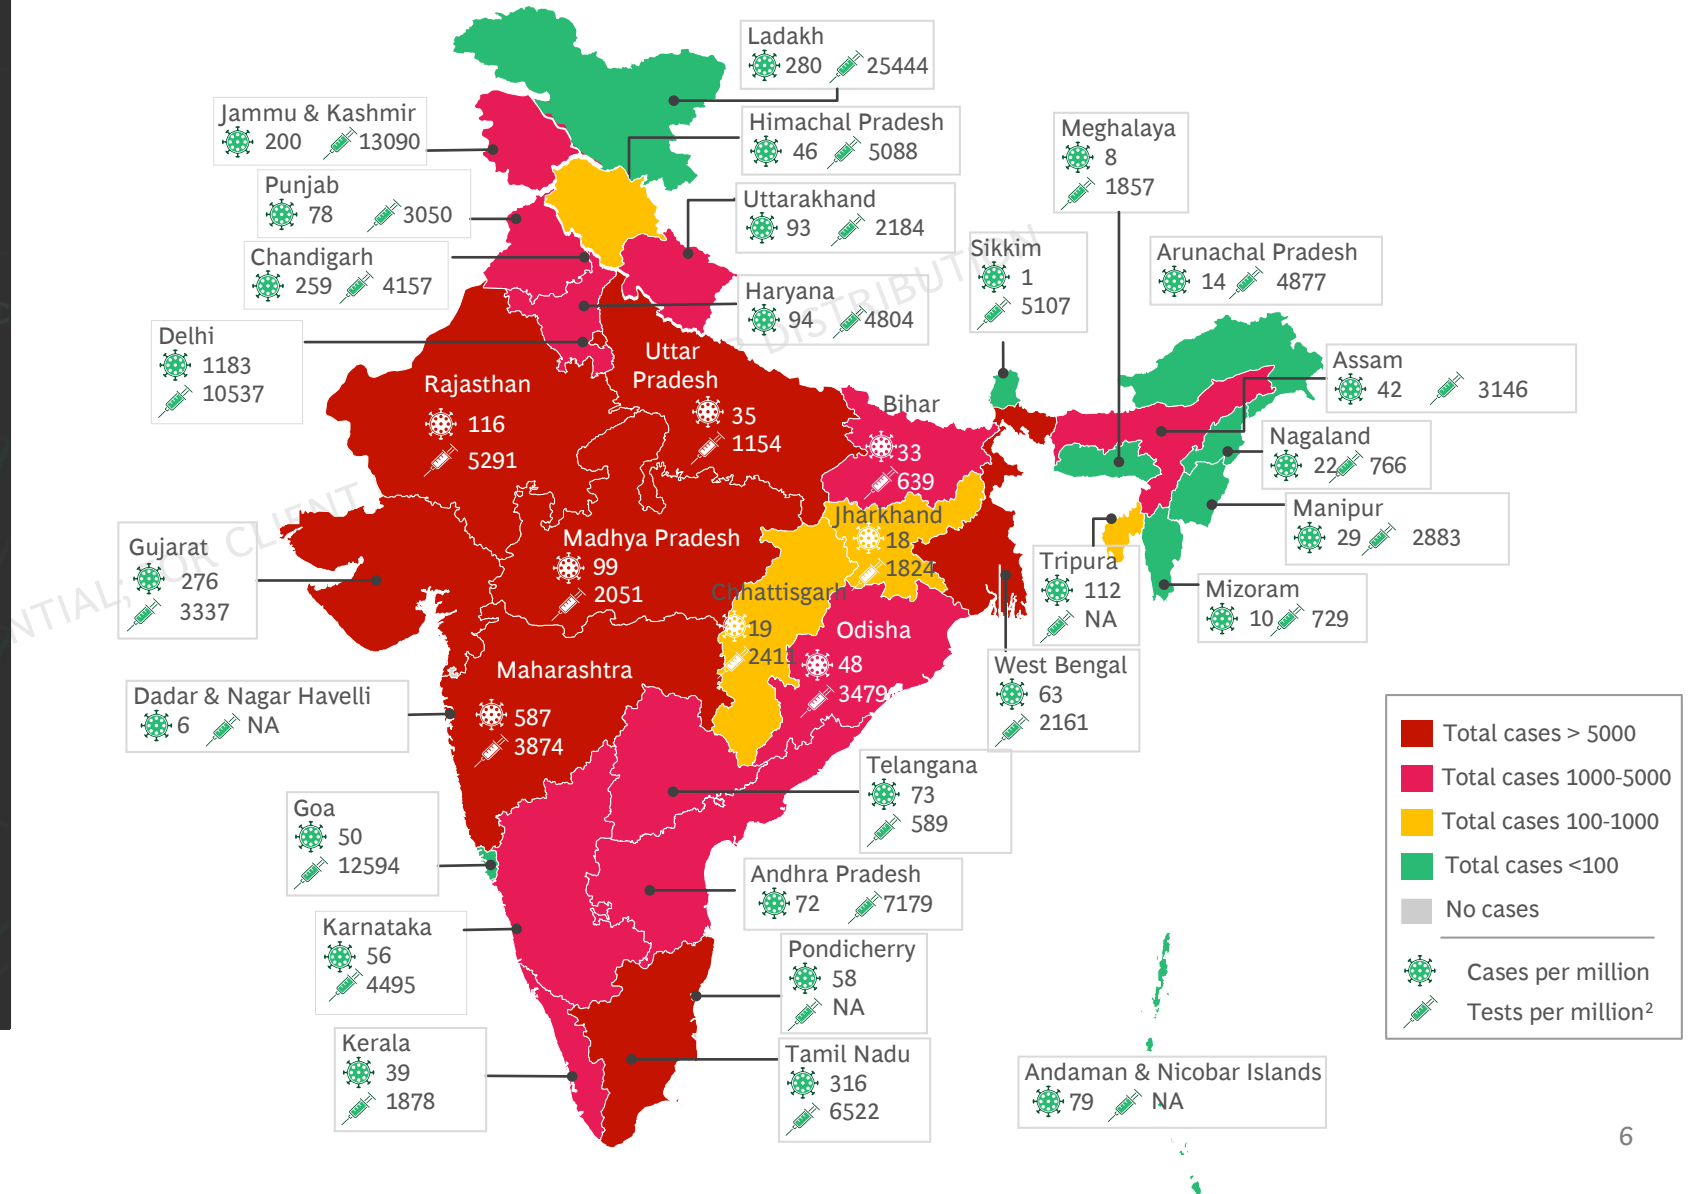 Ladakh
280 25444
Jammu & Kashmir
200 13090
Himachal Pradesh
46 5088
Meghalaya
8
1857
Punjab
78 3050
Uttarakhand
93 2184
Chandigarh
259 4157
Sikkim
1
5107
Arunachal Pradesh
14 4877
Haryana
94 4804
Delhi
1183
10537
Uttar
Pradesh
35
1154
Rajasthan
116
5291
Bihar
33
639
Assam
42 3146
Nagaland
22 766
Manipur
29 2883
Jharkhand
18
1824
Madhya Pradesh
99
2051
Gujarat
276
3337
Tripura
112
NA
Mizoram
10 729
Chhattisgarh
19
2411
Odisha
48
3479
West Bengal
63
2161
Maharashtra
587
3874
Dadar & Nagar Havelli
6 NA
Telangana
73
589
Goa
50
12594
Andhra Pradesh
72 7179
Karnataka
56
4495
Pondicherry
58
NA
Kerala
39
1878
Tamil Nadu
316
6522
Andaman & Nicobar Islands
79 NA
Total cases > 5000
Total cases 1000-5000
Total cases 100-1000
Total cases <100
No cases
Cases per million
Tests per million²
6